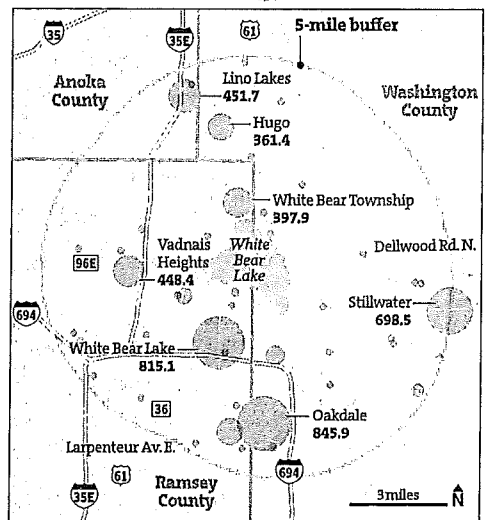 35
35E
61
5-mile buffer
Anoka
County
Lino Lakes
451.7
Washington
County
Hugo
361.4
White Bear Township
397.9
96E
Vadnais
Heights
448.4
White
Bear
Lake
Dellwood Rd. N.
694
Stillwater
698.5
White Bear Lake
815.1
36
Oakdale
845.9
Larpenteur Av. E.
61
35E
Ramsey
County
694
3 miles
N